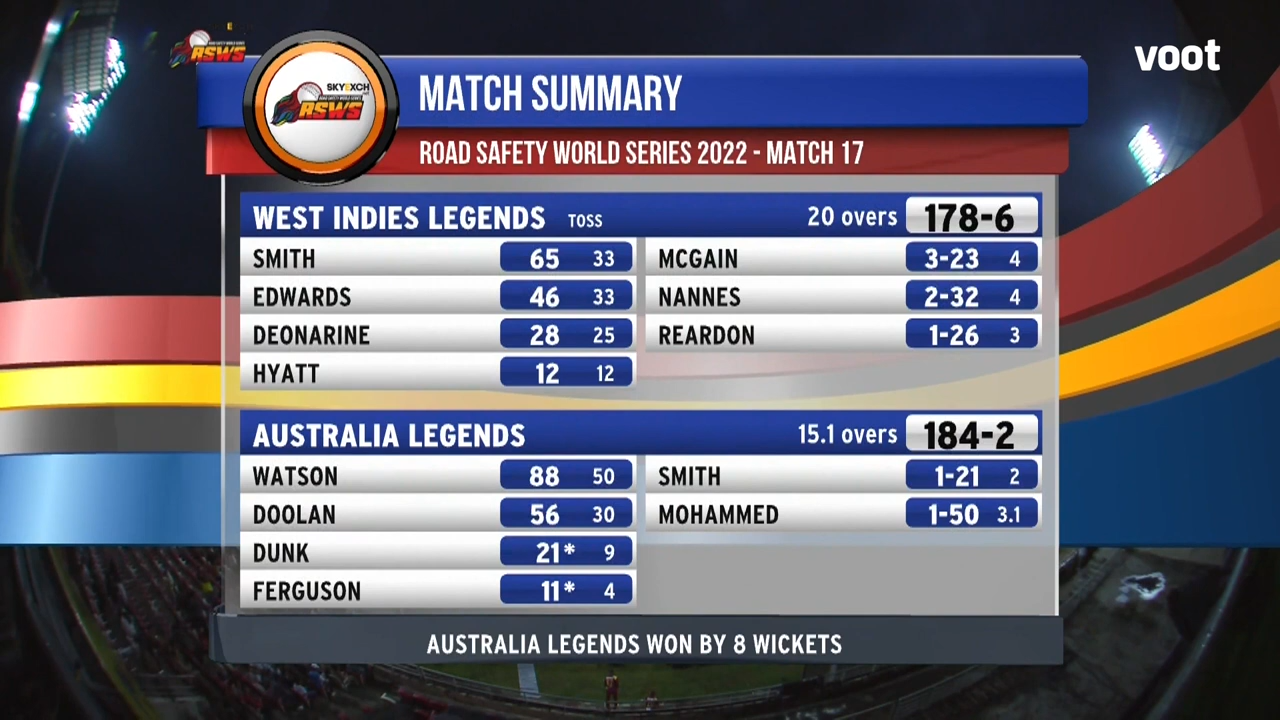 RSWS
voot
SKYEXCH
RSWS
MATCH SUMMARY
ROAD SAFETY WORLD SERIES 2022 - MATCH 17
WEST INDIES LEGENDS TOSS 20 overs 178-6
SMITH 65 33 MCGAIN 3-23 4
EDWARDS 46 33 NANNES 2-32 4
DEONARINE 28 25 REARDON 1-26 3
HYATT 12 12
AUSTRALIA LEGENDS 15.1 overs 184-2
WATSON 88 50 SMITH 1-21 2
DOOLAN 56 30 MOHAMMED 1-50 3.1
DUNK 21* 9
FERGUSON 11* 4
AUSTRALIA LEGENDS WON BY 8 WICKETS